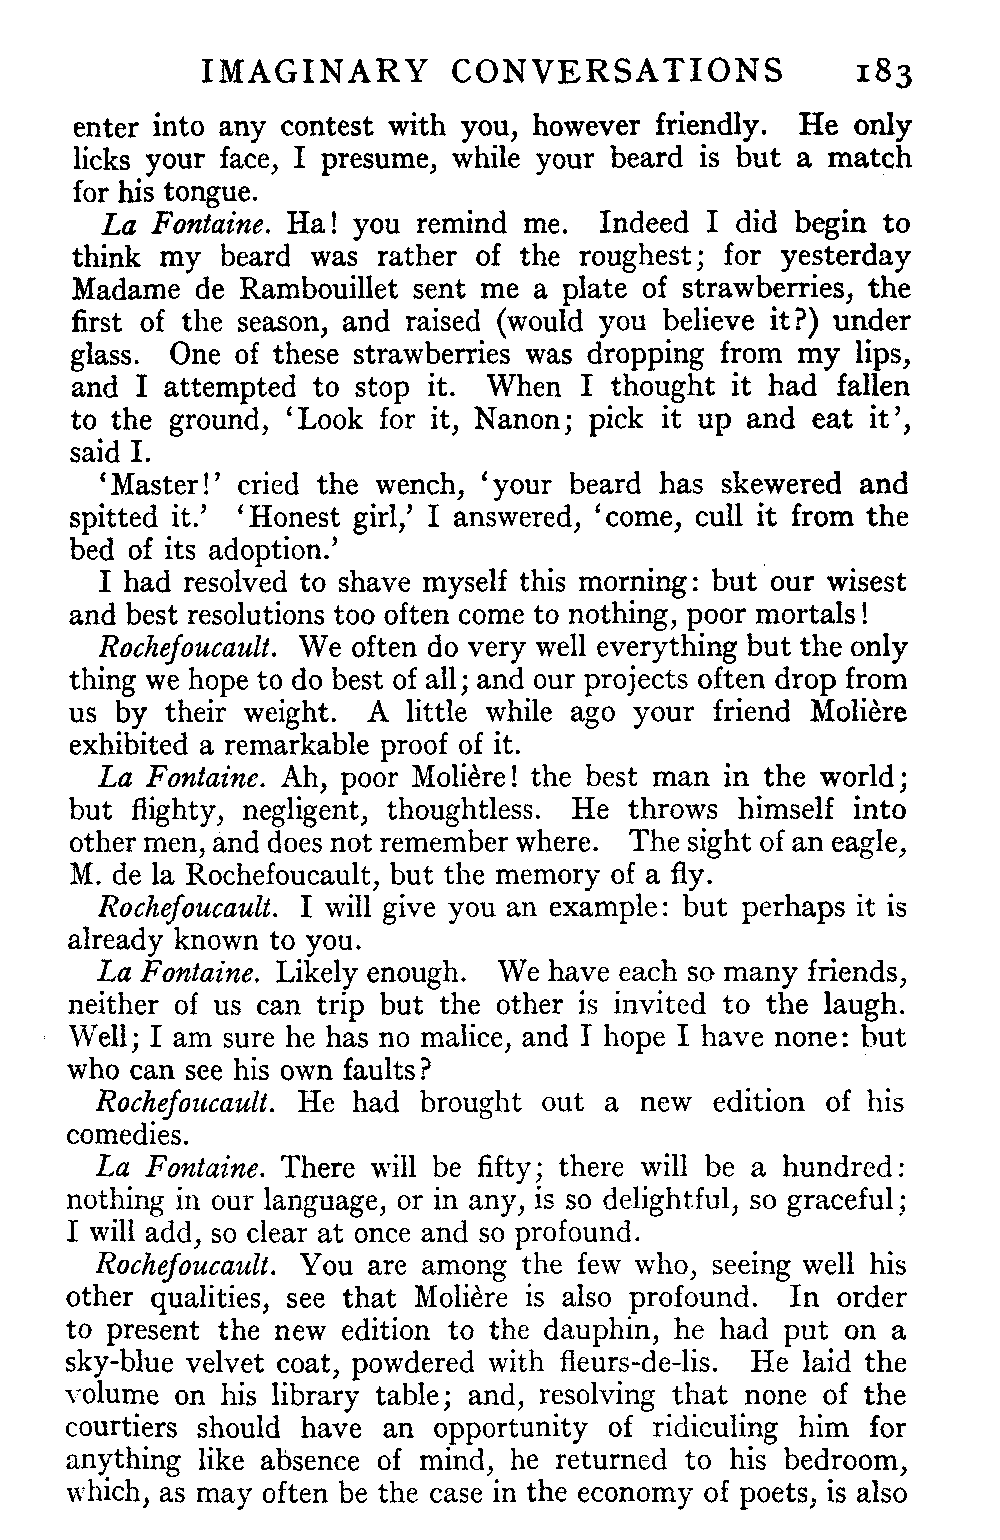 IMAGINARY CONVERSATIONS 183
enter into any contest with you, however friendly. He only
licks your face, I presume, while your beard is but a match
for his tongue.
La Fontaine. Ha! you remind me. Indeed I did begin to
think my beard was rather of the roughest; for yesterday
Madame de Rambouillet sent me a plate of strawberries, the
first of the season, and raised (would you believe it?) under
glass. One of these strawberries was dropping from my lips,
and I attempted to stop it. When I thought it had fallen
to the ground, ‘Look for it, Nanon; pick it up and eat it’,
said I.
‘Master!’ cried the wench, ‘your beard has skewered and
spitted it.’ ‘Honest girl,’ I answered, ‘come, cull it from the
bed of its adoption.’
I had resolved to shave myself this morning: but our wisest
and best resolutions too often come to nothing, poor mortals!
Rochefoucault. We often do very well everything but the only
thing we hope to do best of all; and our projects often drop from
us by their weight. A little while ago your friend Molière
exhibited a remarkable proof of it.
La Fontaine. Ah, poor Molière! the best man in the world;
but flighty, negligent, thoughtless. He throws himself into
other men, and does not remember where. The sight of an eagle,
M. de la Rochefoucault, but the memory of a fly.
Rochefoucault. I will give you an example: but perhaps it is
already known to you.
La Fontaine. Likely enough. We have each so many friends,
neither of us can trip but the other is invited to the laugh.
Well; I am sure he has no malice, and I hope I have none: but
who can see his own faults?
Rochefoucault. He had brought out a new edition of his
comedies.
La Fontaine. There will be fifty; there will be a hundred:
nothing in our language, or in any, is so delightful, so graceful;
I will add, so clear at once and so profound.
Rochefoucault. You are among the few who, seeing well his
other qualities, see that Molière is also profound. In order
to present the new edition to the dauphin, he had put on a
sky-blue velvet coat, powdered with fleurs-de-lis. He laid the
volume on his library table; and, resolving that none of the
courtiers should have an opportunity of ridiculing him for
anything like absence of mind, he returned to his bedroom,
which, as may often be the case in the economy of poets, is also